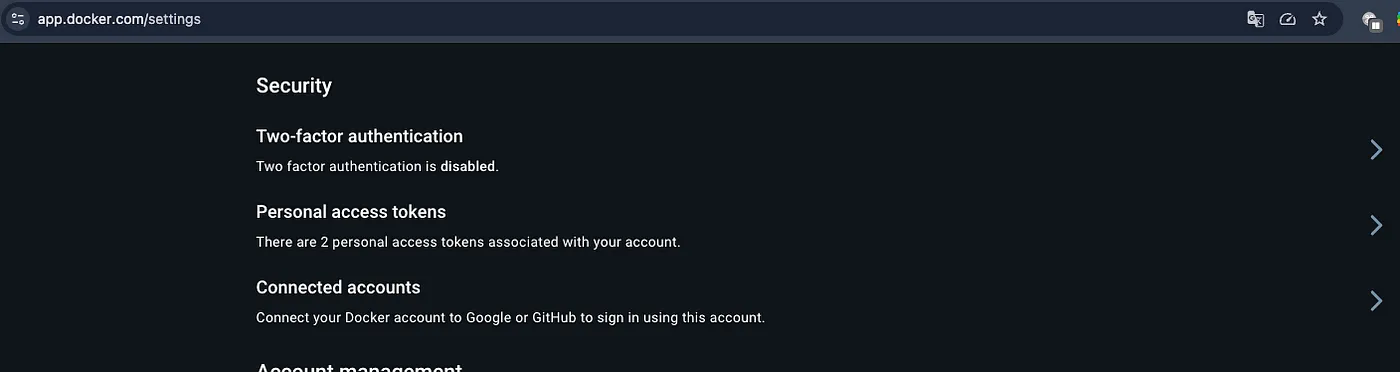 app.docker.com/settings
Security
Two-factor authentication
Two factor authentication is disabled.
Personal access tokens
There are 2 personal access tokens associated with your account.
Connected accounts
Connect your Docker account to Google or GitHub to sign in using this account.
Account management